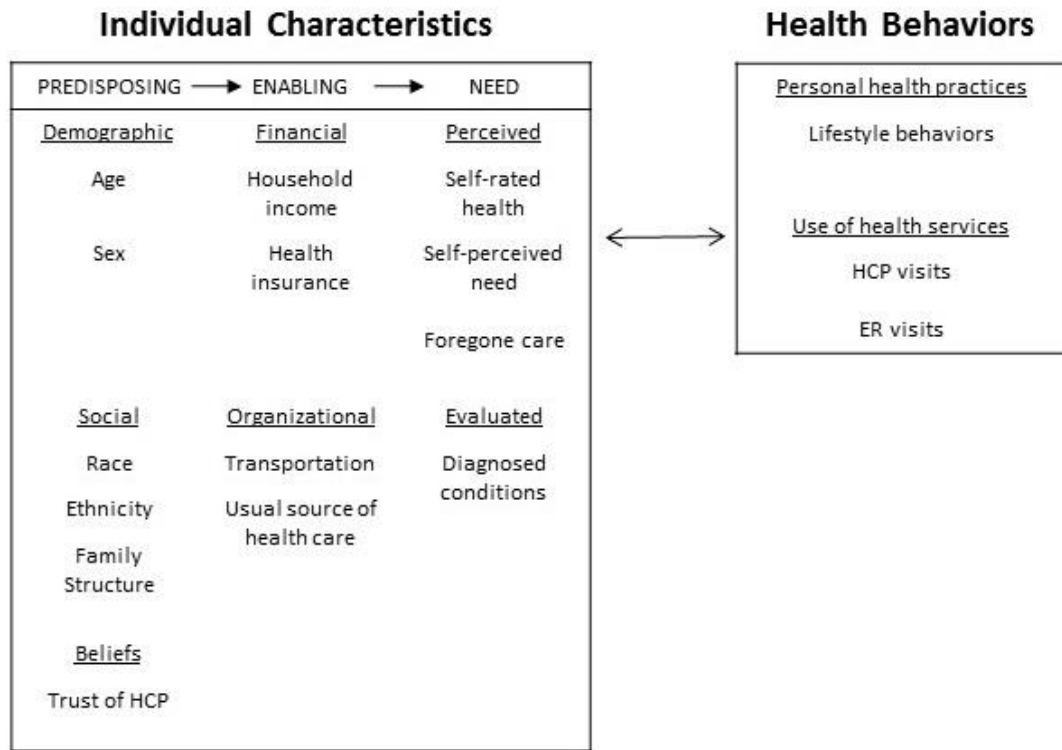 Individual Characteristics
Health Behaviors
PREDISPOSING
ENABLING
NEED
Demographic
Age
Sex
Social
Race
Ethnicity
Family
Structure
Beliefs
Trust of HCP
Financial
Household
income
Health
insurance
Organizational
Transportation
Usual source of
health care
Perceived
Self-rated
health
Self-perceived
need
Foregone care
Evaluated
Diagnosed
conditions
Personal health practices
Lifestyle behaviors
Use of health services
HCP visits
ER visits